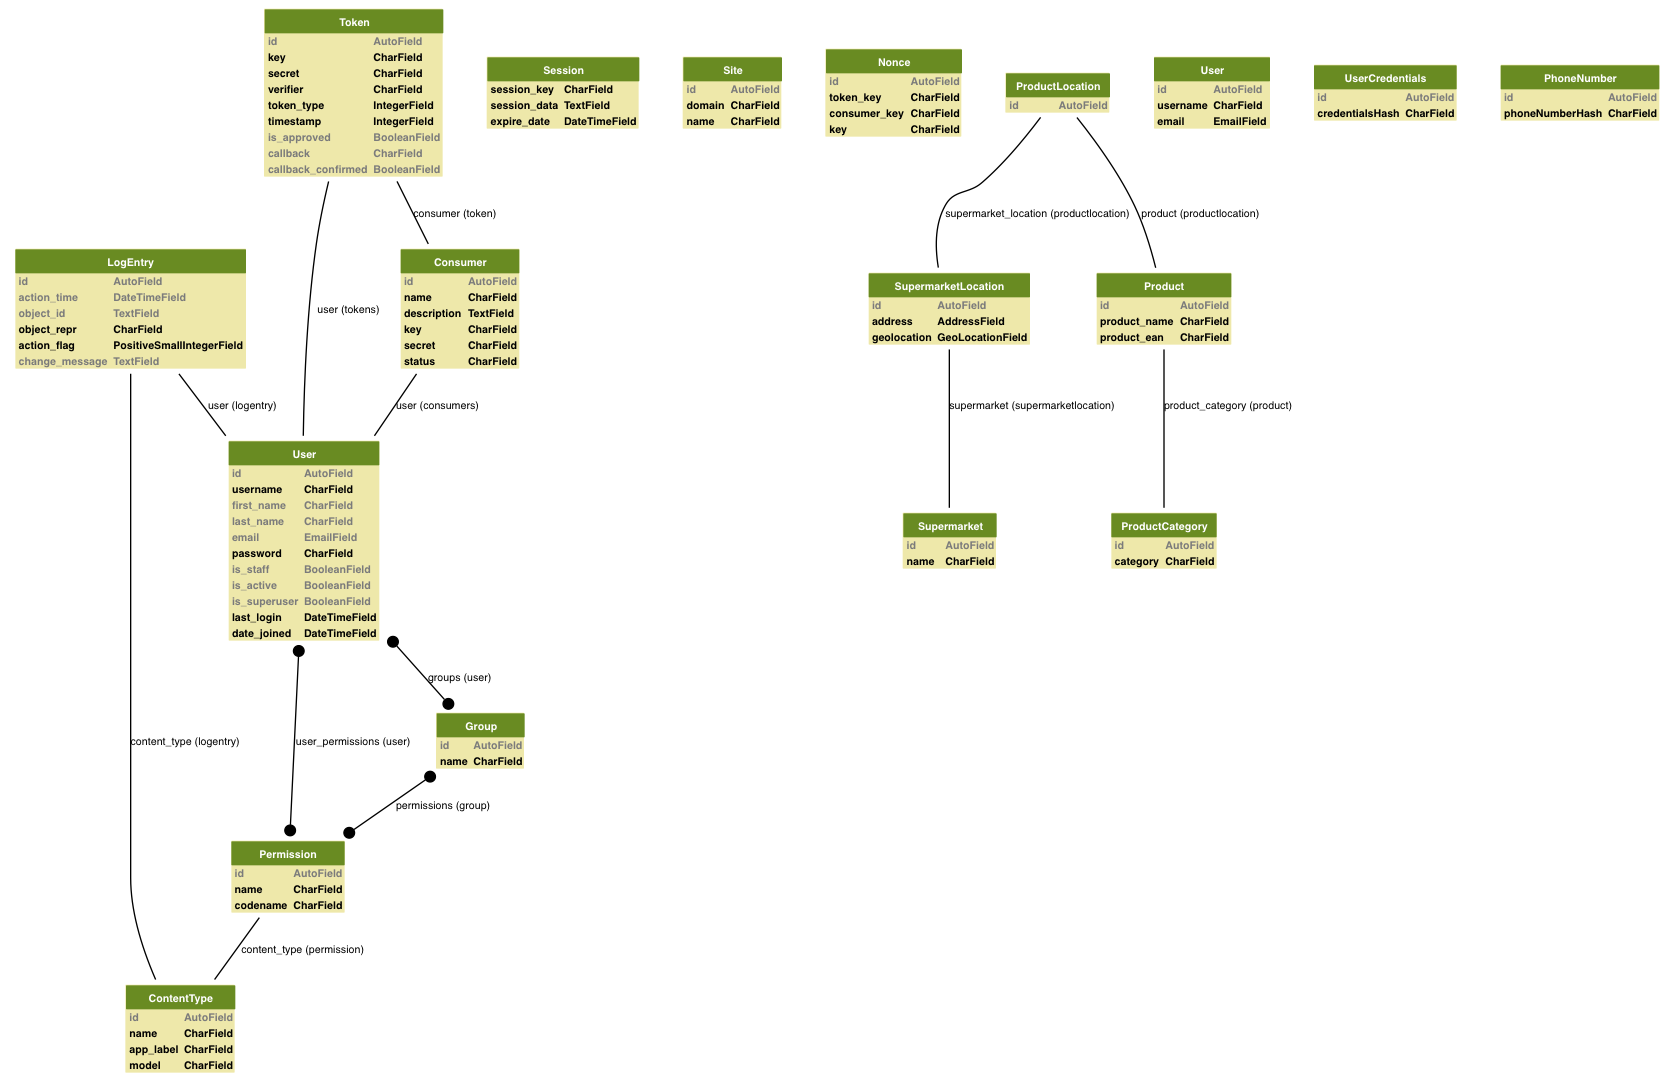 Token
id AutoField
key CharField
secret CharField
verifier CharField
token_type IntegerField
timestamp IntegerField
is_approved BooleanField
callback CharField
callback_confirmed BooleanField
Session
session_key CharField
session_data TextField
expire_date DateTimeField
Site
id AutoField
domain CharField
name CharField
Nonce
id AutoField
token_key CharField
consumer_key CharField
key CharField
ProductLocation
id AutoField
User
id AutoField
username CharField
email EmailField
UserCredentials
id AutoField
credentialsHash CharField
PhoneNumber
id AutoField
phoneNumberHash CharField
consumer (token)
supermarket_location (productlocation)
product (productlocation)
LogEntry
id AutoField
action_time DateTimeField
object_id TextField
object_repr CharField
action_flag PositiveSmallIntegerField
change_message TextField
user (tokens)
Consumer
id AutoField
name CharField
description TextField
key CharField
secret CharField
status CharField
SupermarketLocation
id AutoField
address AddressField
geolocation GeoLocationField
Product
id AutoField
product_name CharField
product_ean CharField
user (logentry)
user (consumers)
supermarket (supermarketlocation)
product_category (product)
User
id AutoField
username CharField
first_name CharField
last_name CharField
email EmailField
password CharField
is_staff BooleanField
is_active BooleanField
is_superuser BooleanField
last_login DateTimeField
date_joined DateTimeField
Supermarket
id AutoField
name CharField
ProductCategory
id AutoField
category CharField
groups (user)
Group
id AutoField
name CharField
content_type (logentry)
user_permissions (user)
permissions (group)
Permission
id AutoField
name CharField
codename CharField
content_type (permission)
ContentType
id AutoField
name CharField
app_label CharField
model CharField